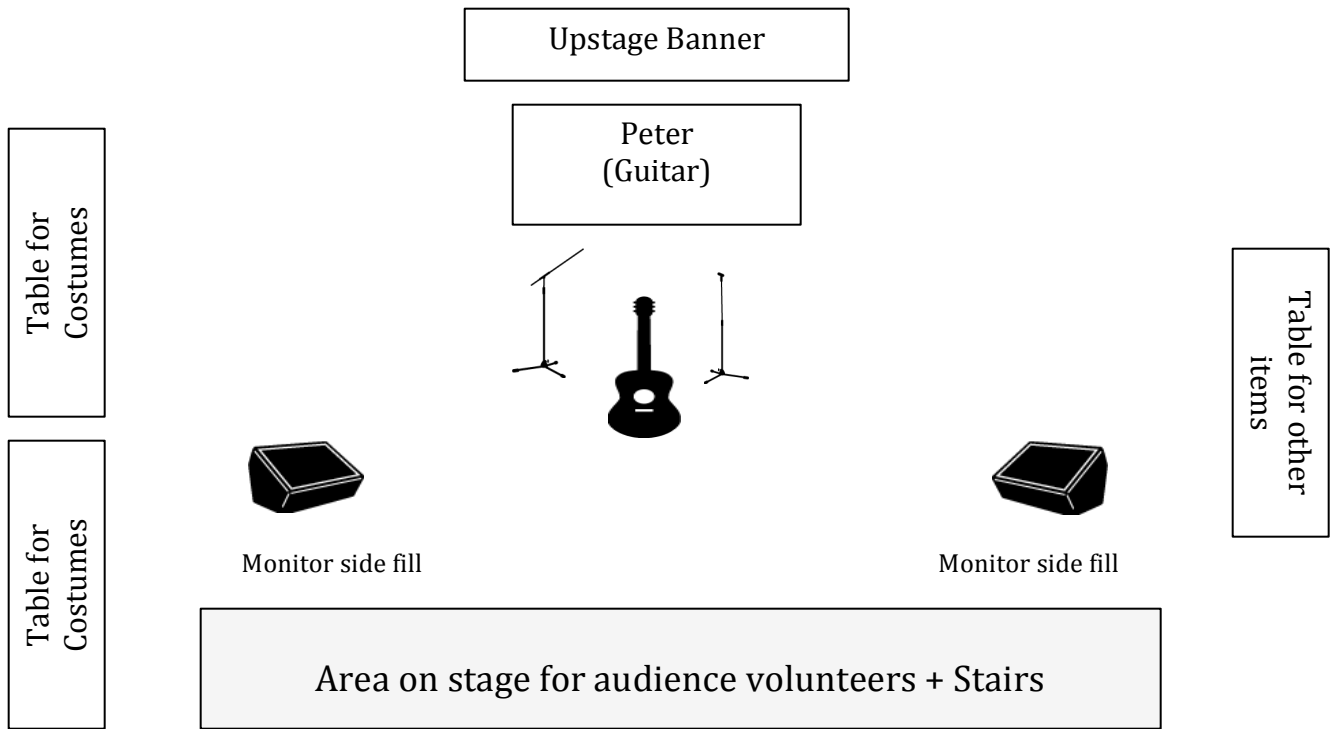 Upstage Banner
Peter
(Guitar)
Table for
Costumes
Table for other
items
Table for
Costumes
Monitor side fill
Monitor side fill
Area on stage for audience volunteers + Stairs